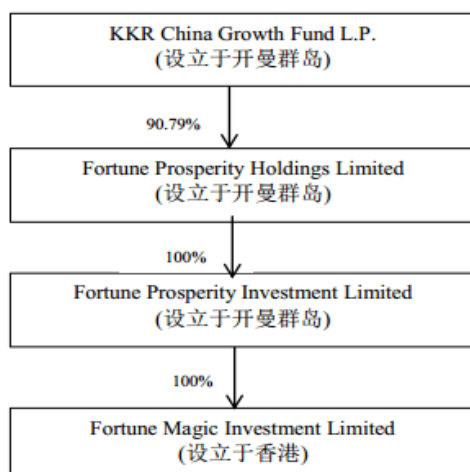 KKR China Growth Fund L.P.
(设立于开曼群岛)
90.79%
Fortune Prosperity Holdings Limited
(设立于开曼群岛)
100%
Fortune Prosperity Investment Limited
(设立于开曼群岛)
100%
Fortune Magic Investment Limited
(设立于香港)